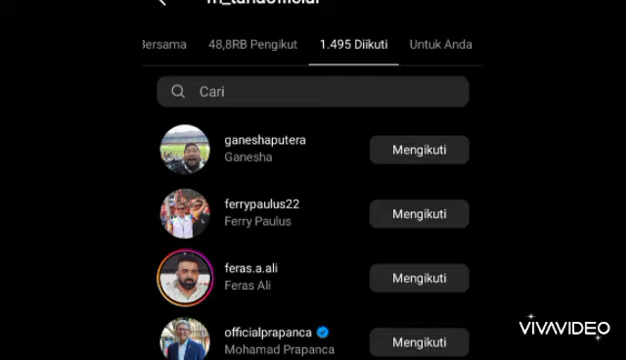 m_tandofficial
Bersama 48,8RB Pengikut 1.495 Diikuti Untuk Anda
Cari
ganeshaputera
Ganesha
Mengikuti
ferrypaulus22
Ferry Paulus
Mengikuti
feras.a.ali
Feras Ali
Mengikuti
officialprapanca
Mohamad Prapanca
Mengikuti
VIVAVIDEO